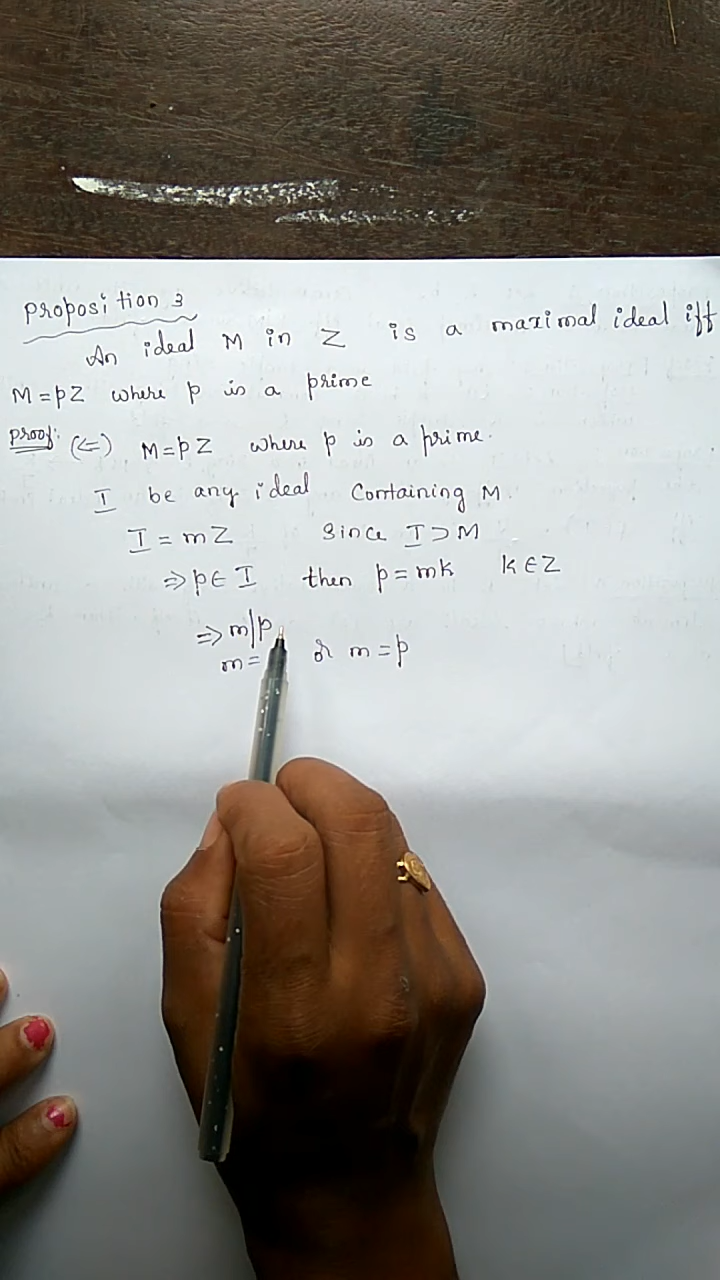 Proposition 3
An ideal M in Z is a maximal ideal iff
M = pZ where p is a prime
Proof: (⇐) M = pZ where p is a prime.
I be any ideal Containing M.
I = mZ Since I ⊃ M
⇒ p ∈ I then p = mk k ∈ Z
⇒ m/p
m = or m = p